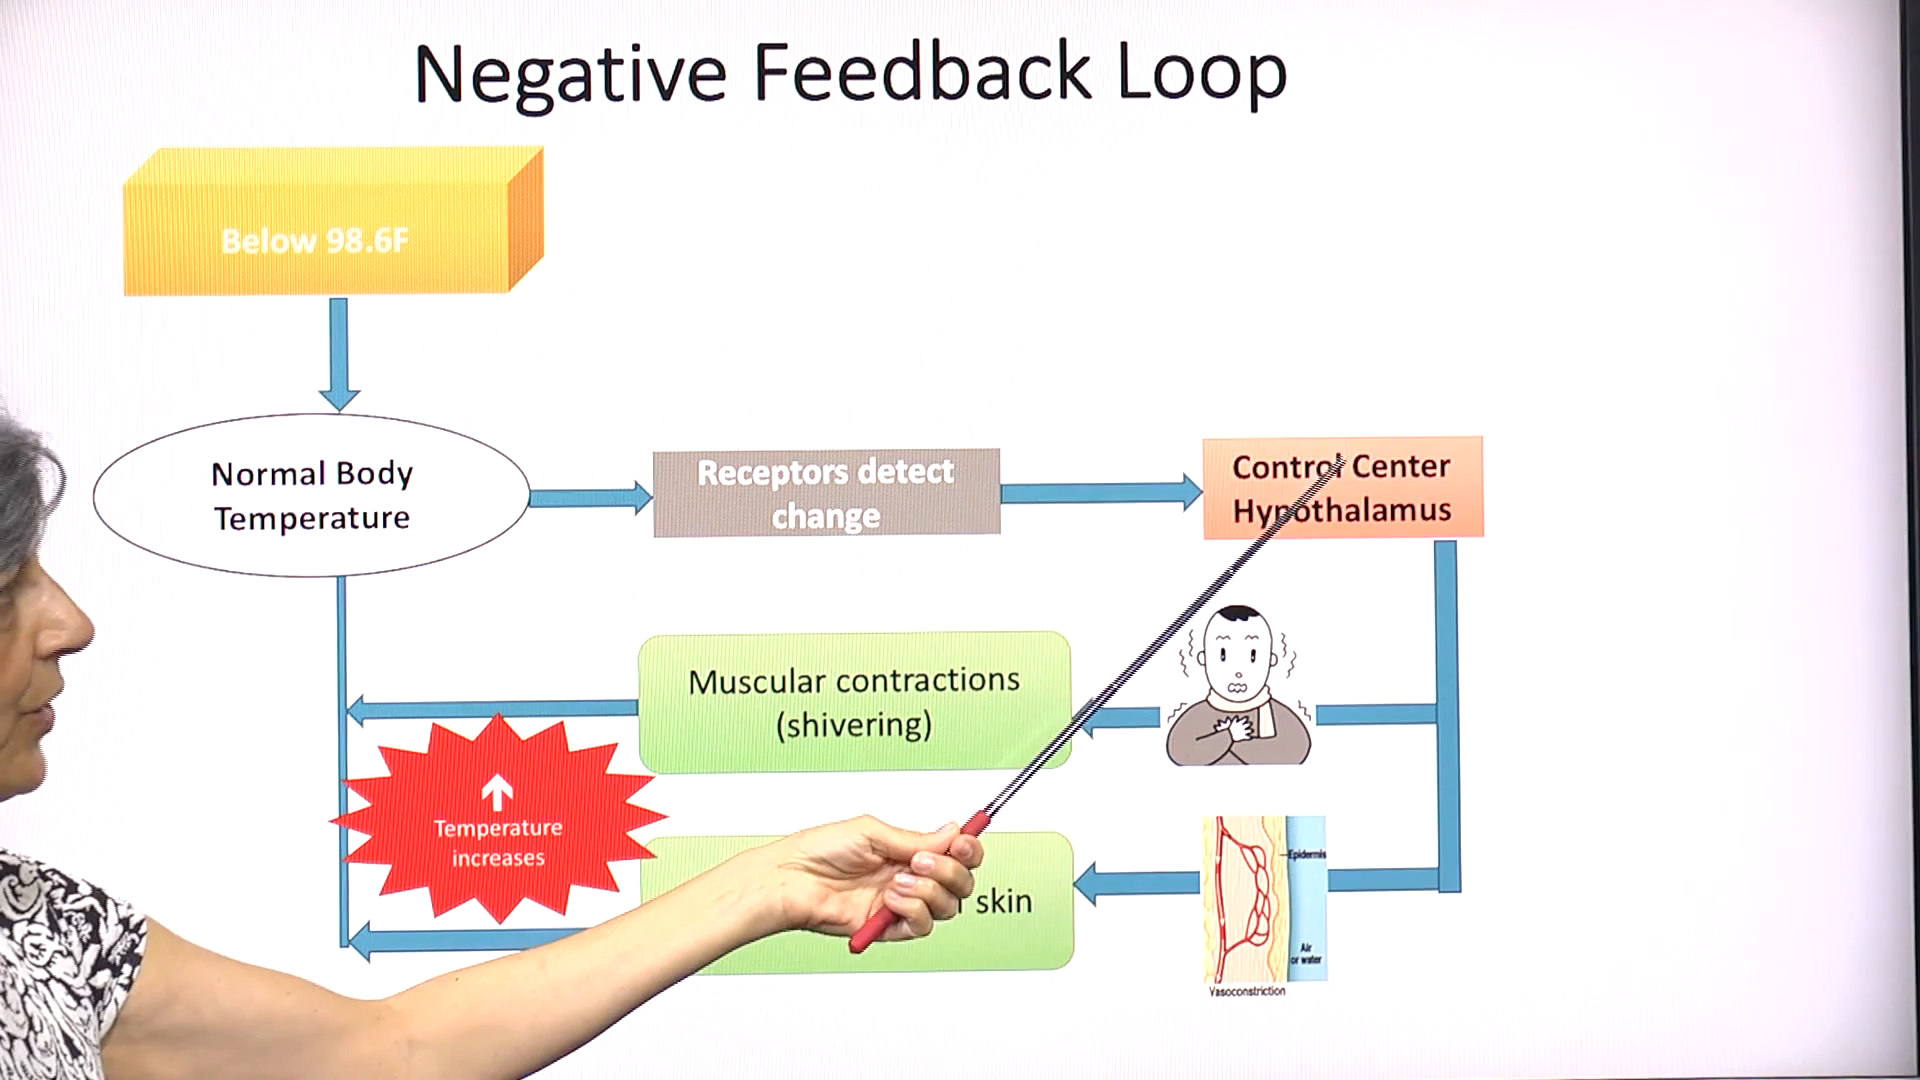 Negative Feedback Loop
Below 98.6F
Normal Body
Temperature
Receptors detect
change
Control Center
Hypothalamus
Muscular contractions
(shivering)
Temperature
increases
skin
Epidermis
Air
or water
Vasoconstriction